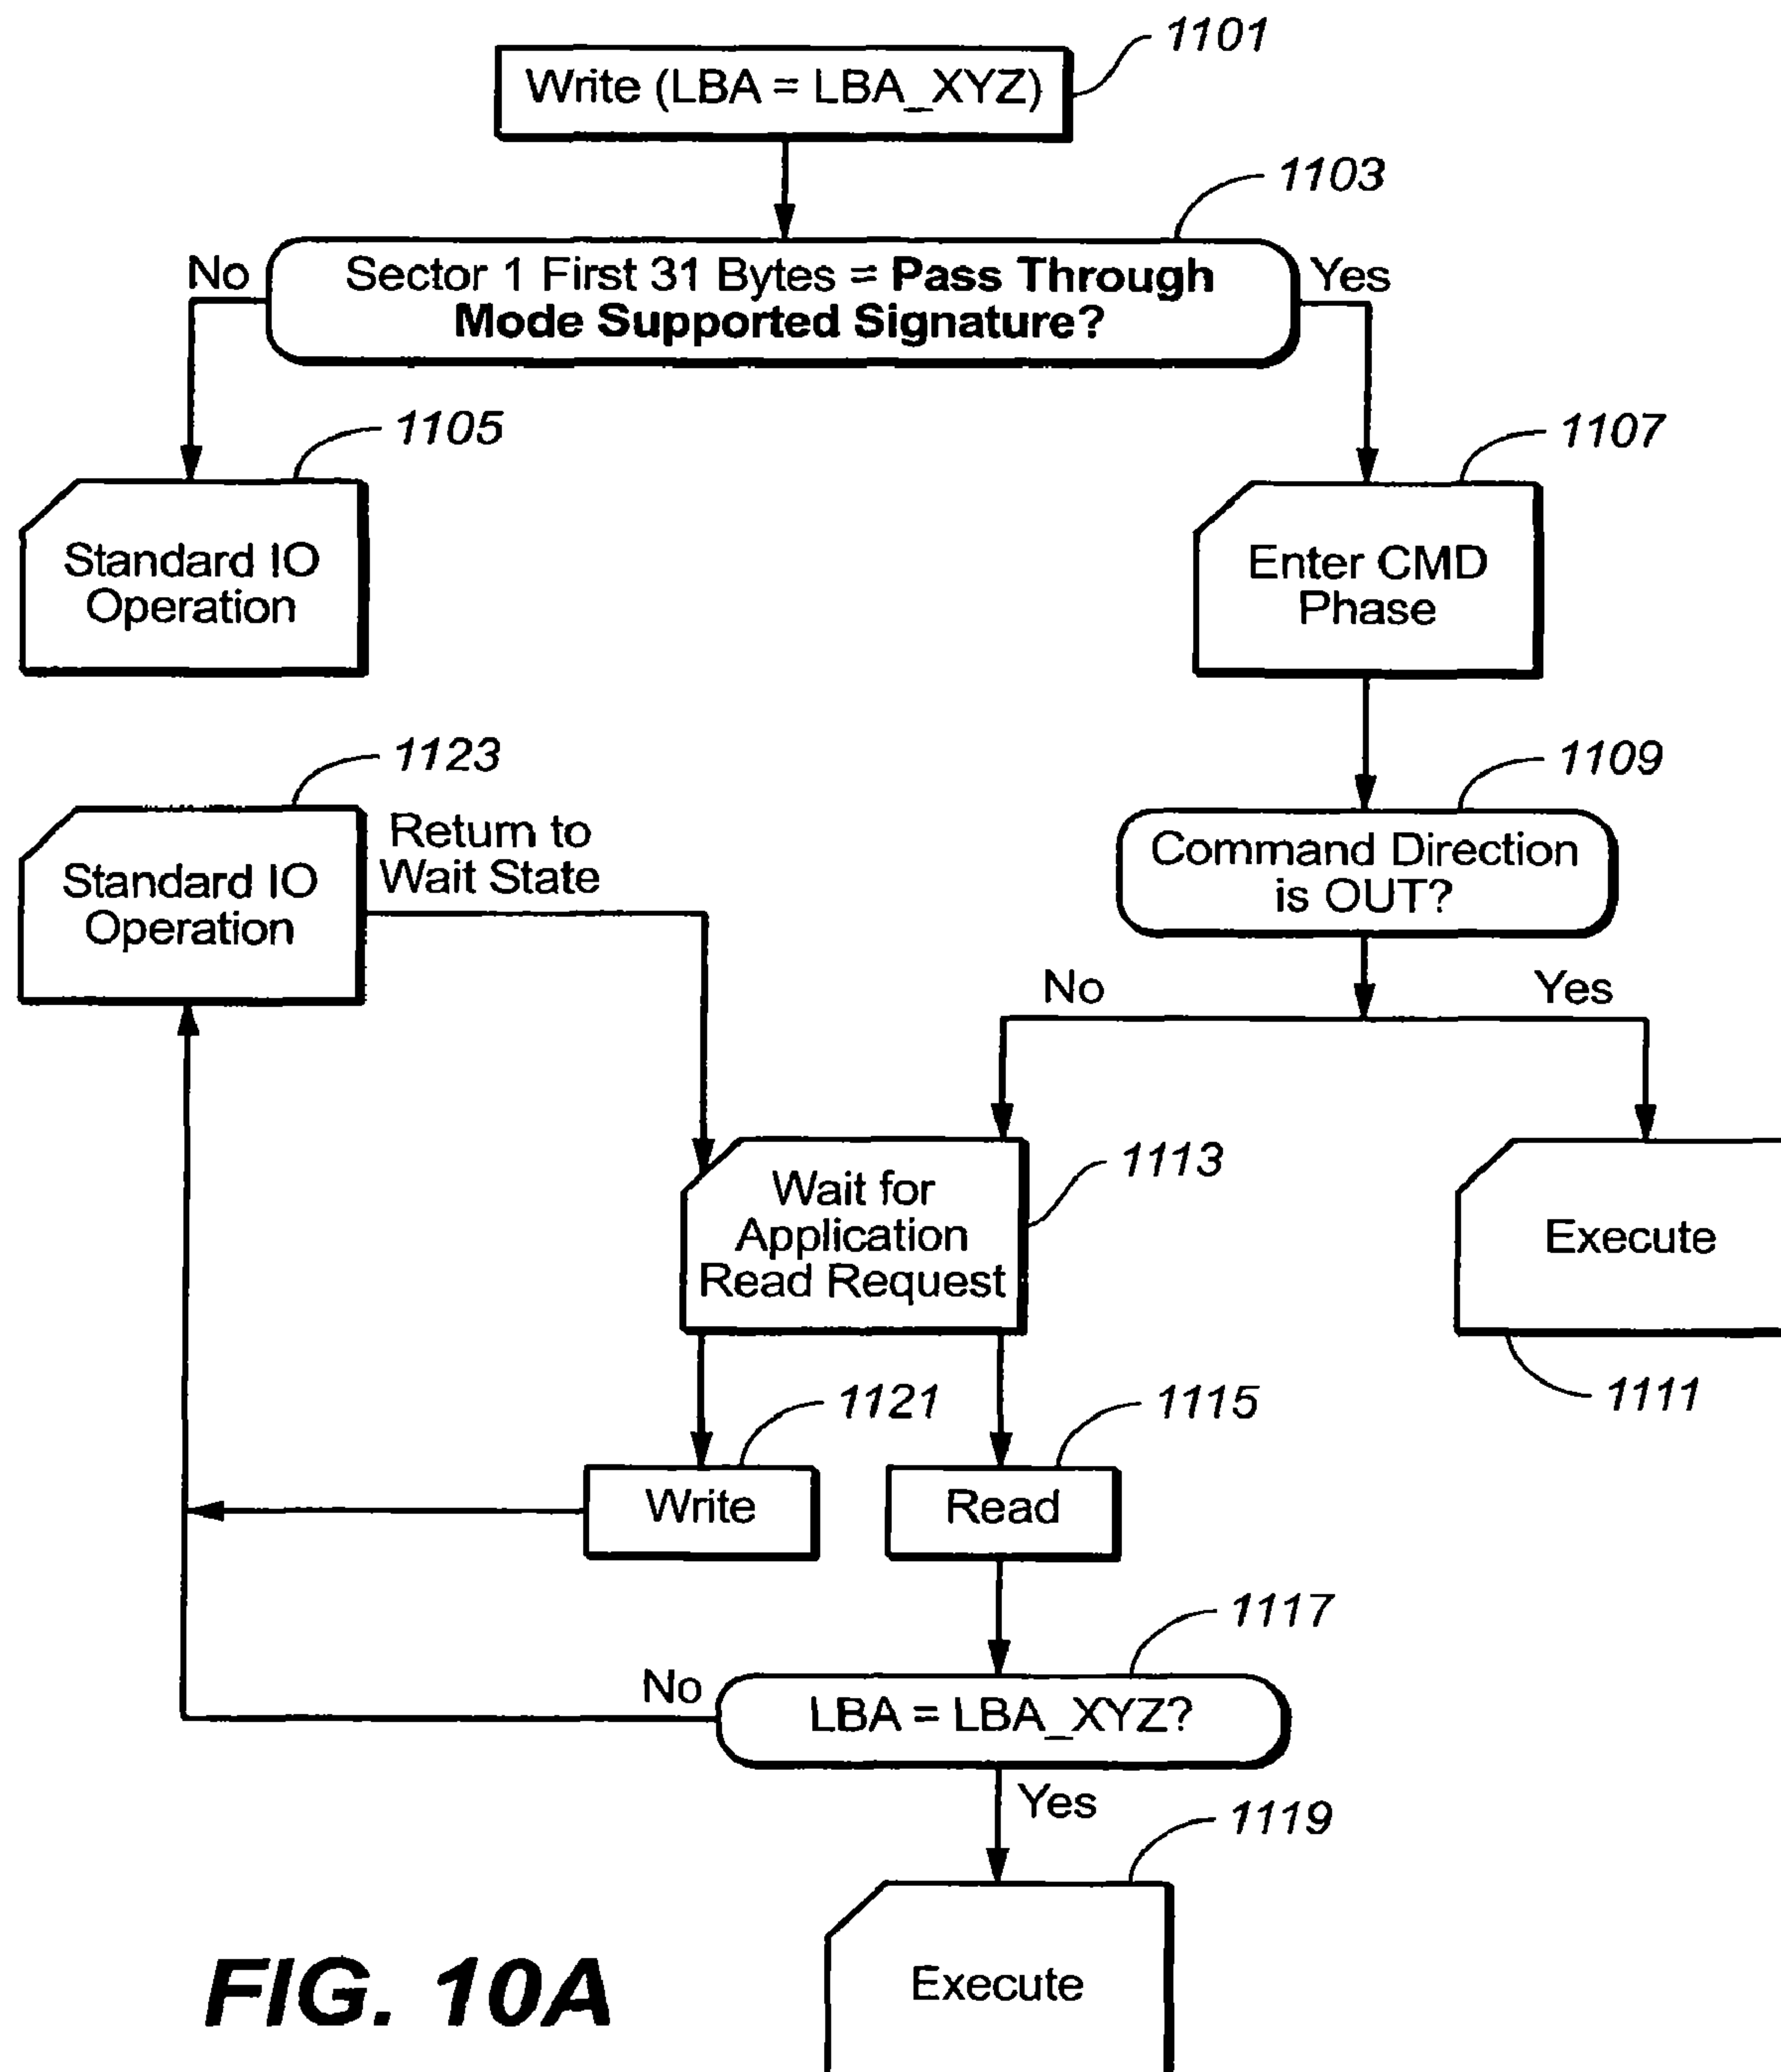 1101
Write (LBA = LBA_XYZ)
1103
No
Sector 1 First 31 Bytes = Pass Through
Mode Supported Signature?
Yes
1105
1107
Standard IO
Operation
Enter CMD
Phase
1123
1109
Return to
Wait State
Standard IO
Operation
Command Direction
is OUT?
No
Yes
1113
Wait for
Application
Read Request
Execute
1111
1121
1115
Write
Read
1117
No
LBA = LBA_XYZ?
Yes
1119
Execute
FIG. 10A